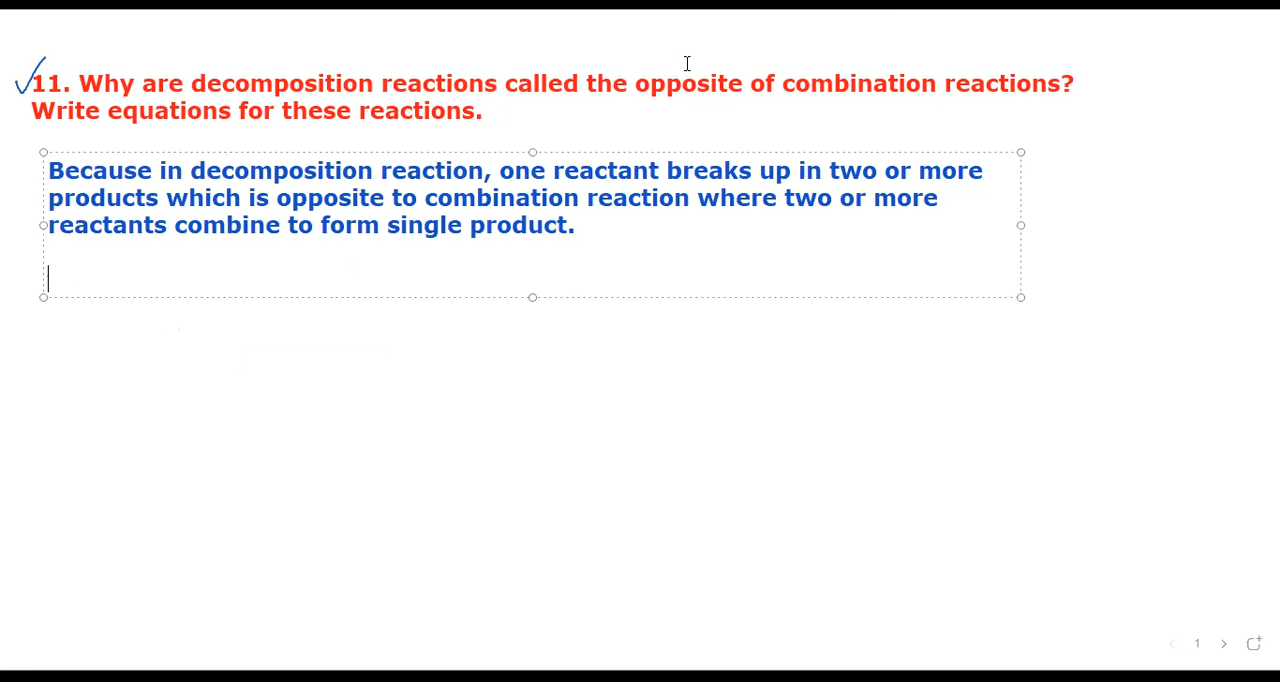 11. Why are decomposition reactions called the opposite of combination reactions?
Write equations for these reactions.
Because in decomposition reaction, one reactant breaks up in two or more
products which is opposite to combination reaction where two or more
reactants combine to form single product.
1